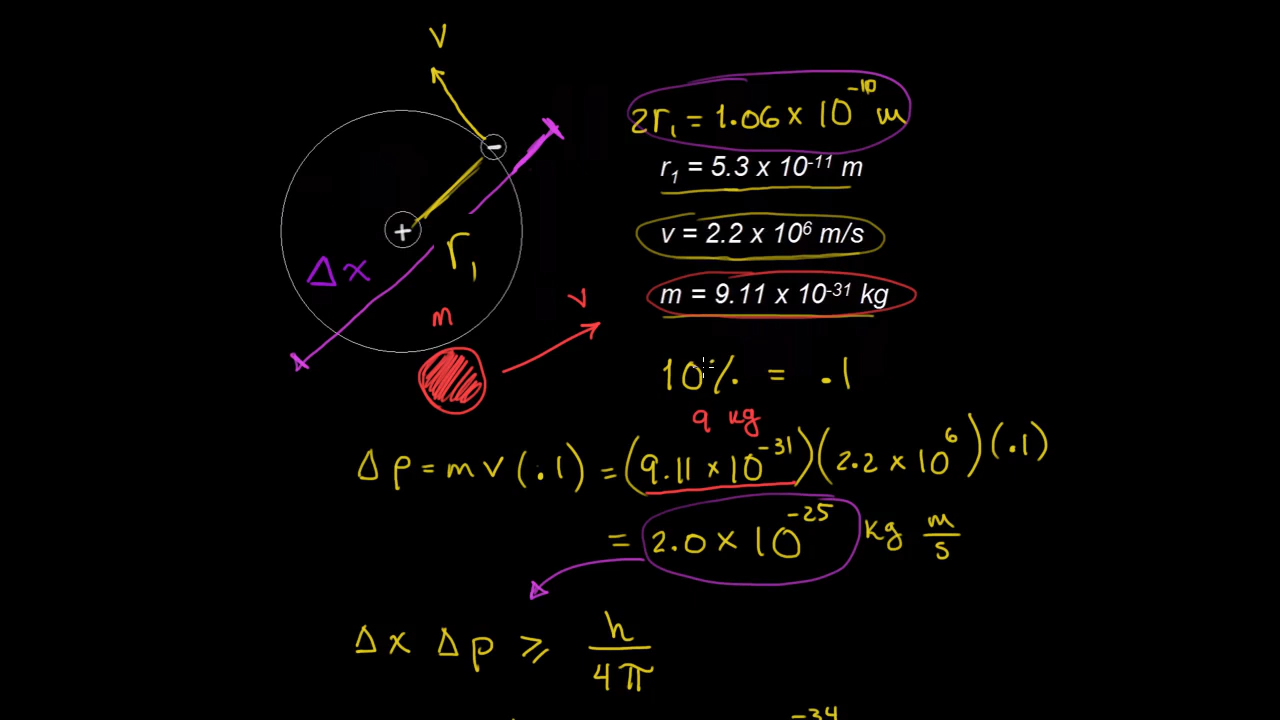 V
2r₁ = 1.06 x 10⁻¹⁰ m
r₁ = 5.3 x 10⁻¹¹ m
−
+
r₁
v = 2.2 x 10⁶ m/s
Δx
m = 9.11 x 10⁻³¹ kg
m
v
10% = .1
9 kg
Δp = mv(.1) = (9.11 x 10⁻³¹)(2.2 x 10⁶)(.1)
= 2.0 x 10⁻²⁵ kg m/s
Δx Δp ≥ h/4π
-34